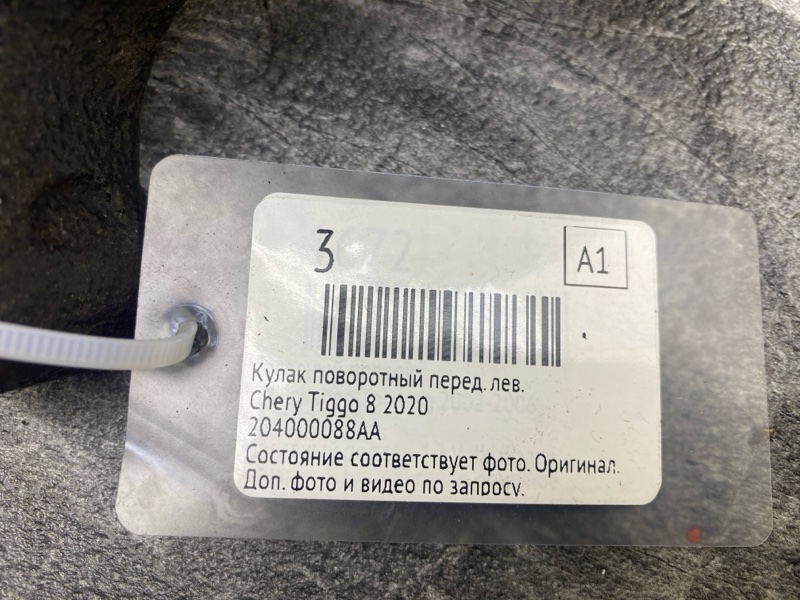 3
A1
Кулак поворотный перед. лев.
Chery Tiggo 8 2020
204000088AA
Состояние соответствует фото. Оригинал.
Доп. фото и видео по запросу.